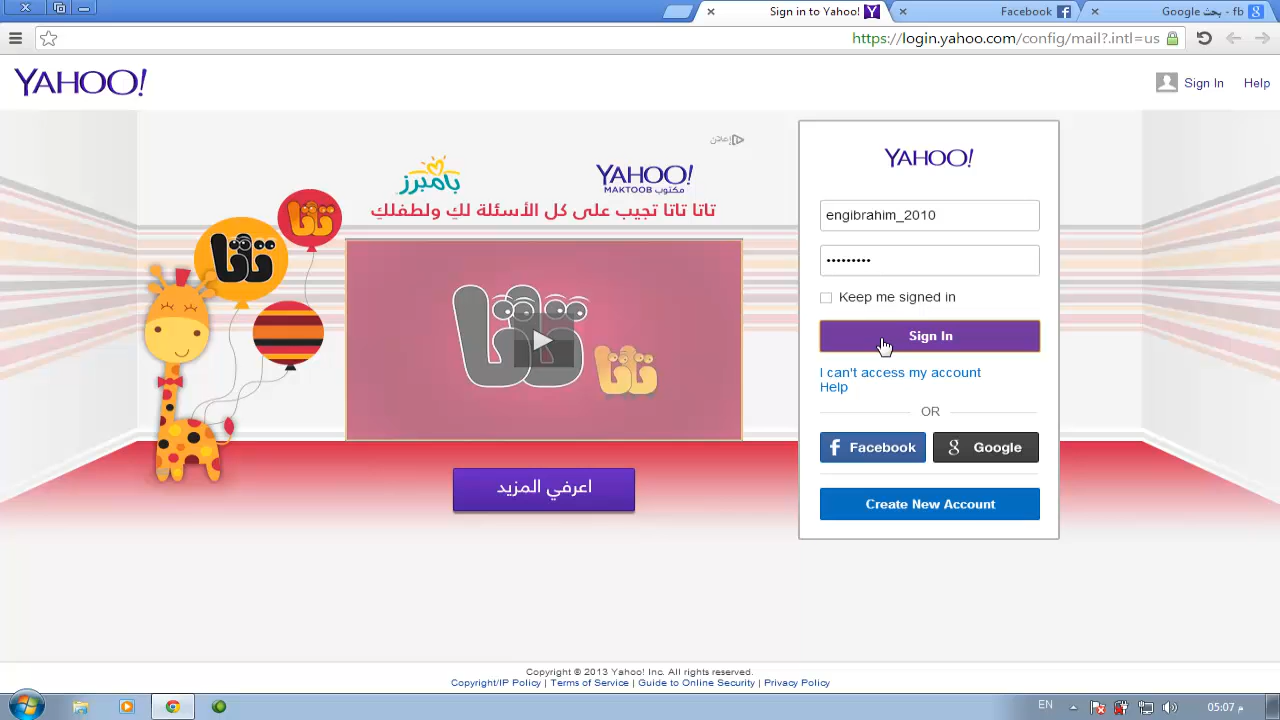 Sign in to Yahoo!
Facebook
fb - بحث Google
https://login.yahoo.com/config/mail?.intl=us
YAHOO!
Sign In
Help
إعلان
بامبرز
YAHOO!
MAKTOOB مكتوب
تاتا تاتا تجيب على كل الأسئلة لكِ ولطفلكِ
تاتا
تاتا
تاتا
تاتا
اعرفي المزيد
YAHOO!
engibrahim_2010
•••••••••
Keep me signed in
Sign In
I can't access my account
Help
OR
f Facebook
g Google
Create New Account
Copyright © 2013 Yahoo! Inc. All rights reserved.
Copyright/IP Policy | Terms of Service | Guide to Online Security | Privacy Policy
EN
05:07 م